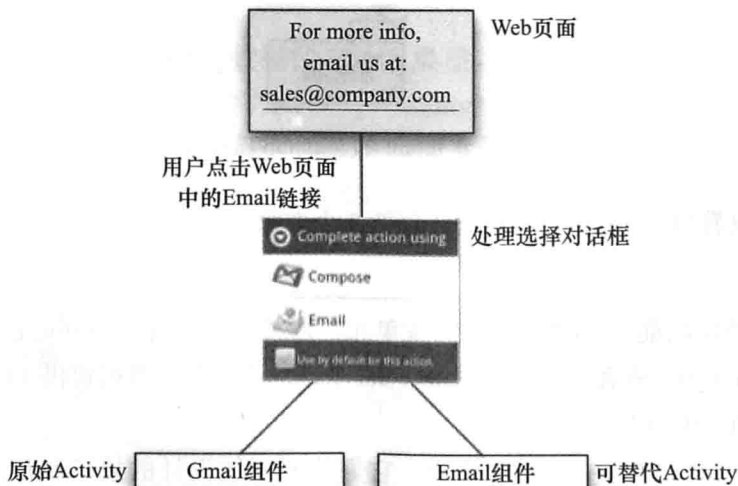 For more info,
email us at:
sales@company.com
Web页面
用户点击Web页面
中的Email链接
Complete action using
处理选择对话框
Compose
Email
Use by default for this action.
原始Activity
Gmail组件
Email组件
可替代Activity